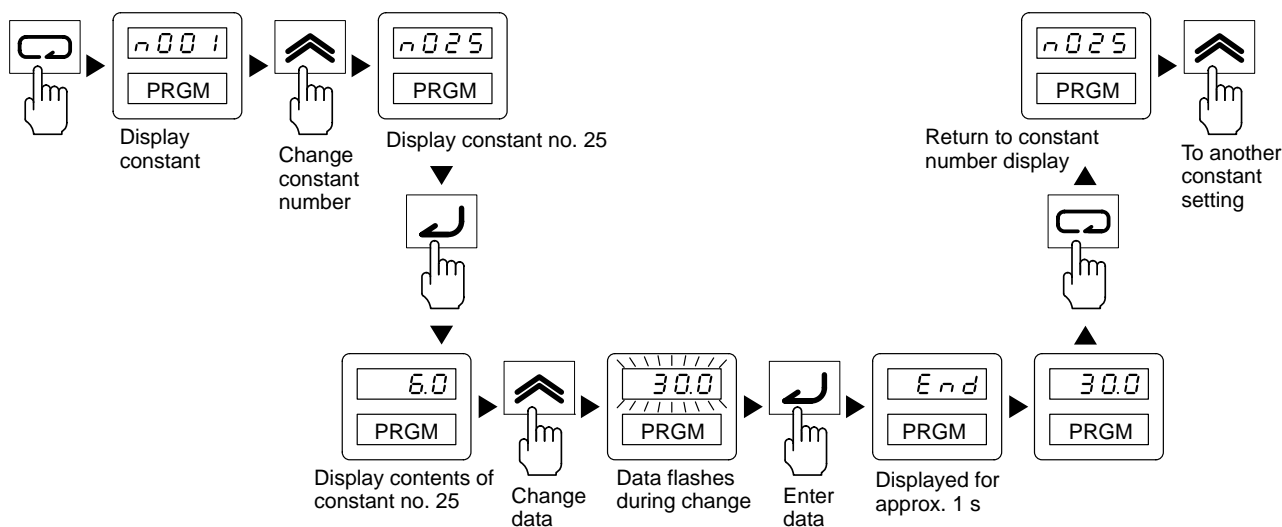 n001
PRGM
Display
constant
Change
constant
number
n025
PRGM
Display constant no. 25
6.0
PRGM
Display contents of
constant no. 25
Change
data
30.0
PRGM
Data flashes
during change
Enter
data
End
PRGM
Displayed for
approx. 1 s
30.0
PRGM
n025
PRGM
Return to constant
number display
To another
constant
setting